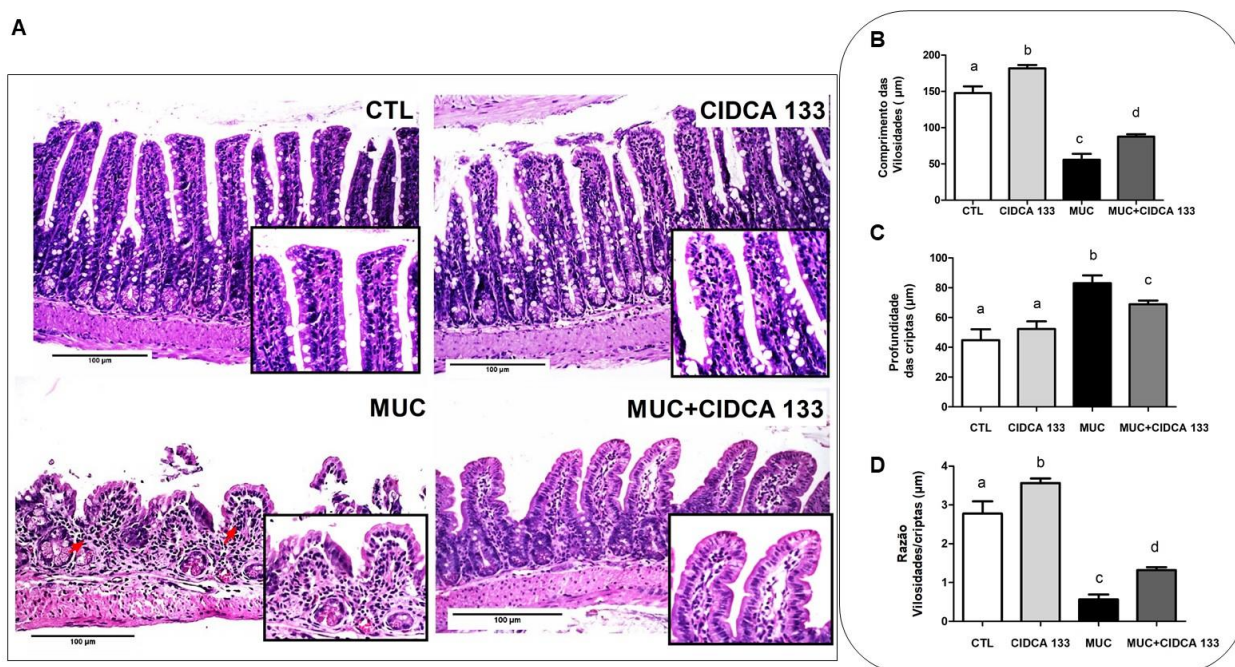 A
CTL
100 µm
CIDCA 133
100 µm
MUC
100 µm
MUC+CIDCA 133
100 µm
B
Comprimento das
Vilosidades ( µm)
200
150
100
50
0
a
b
c
d
CTL
CIDCA 133
MUC
MUC+CIDCA 133
C
Profundidade
das criptas (µm)
100
80
60
40
20
0
a
a
b
c
CTL
CIDCA 133
MUC
MUC+CIDCA 133
D
Razão
Vilosidades/criptas (µm)
4
3
2
1
0
a
b
c
d
CTL
CIDCA 133
MUC
MUC+CIDCA 133